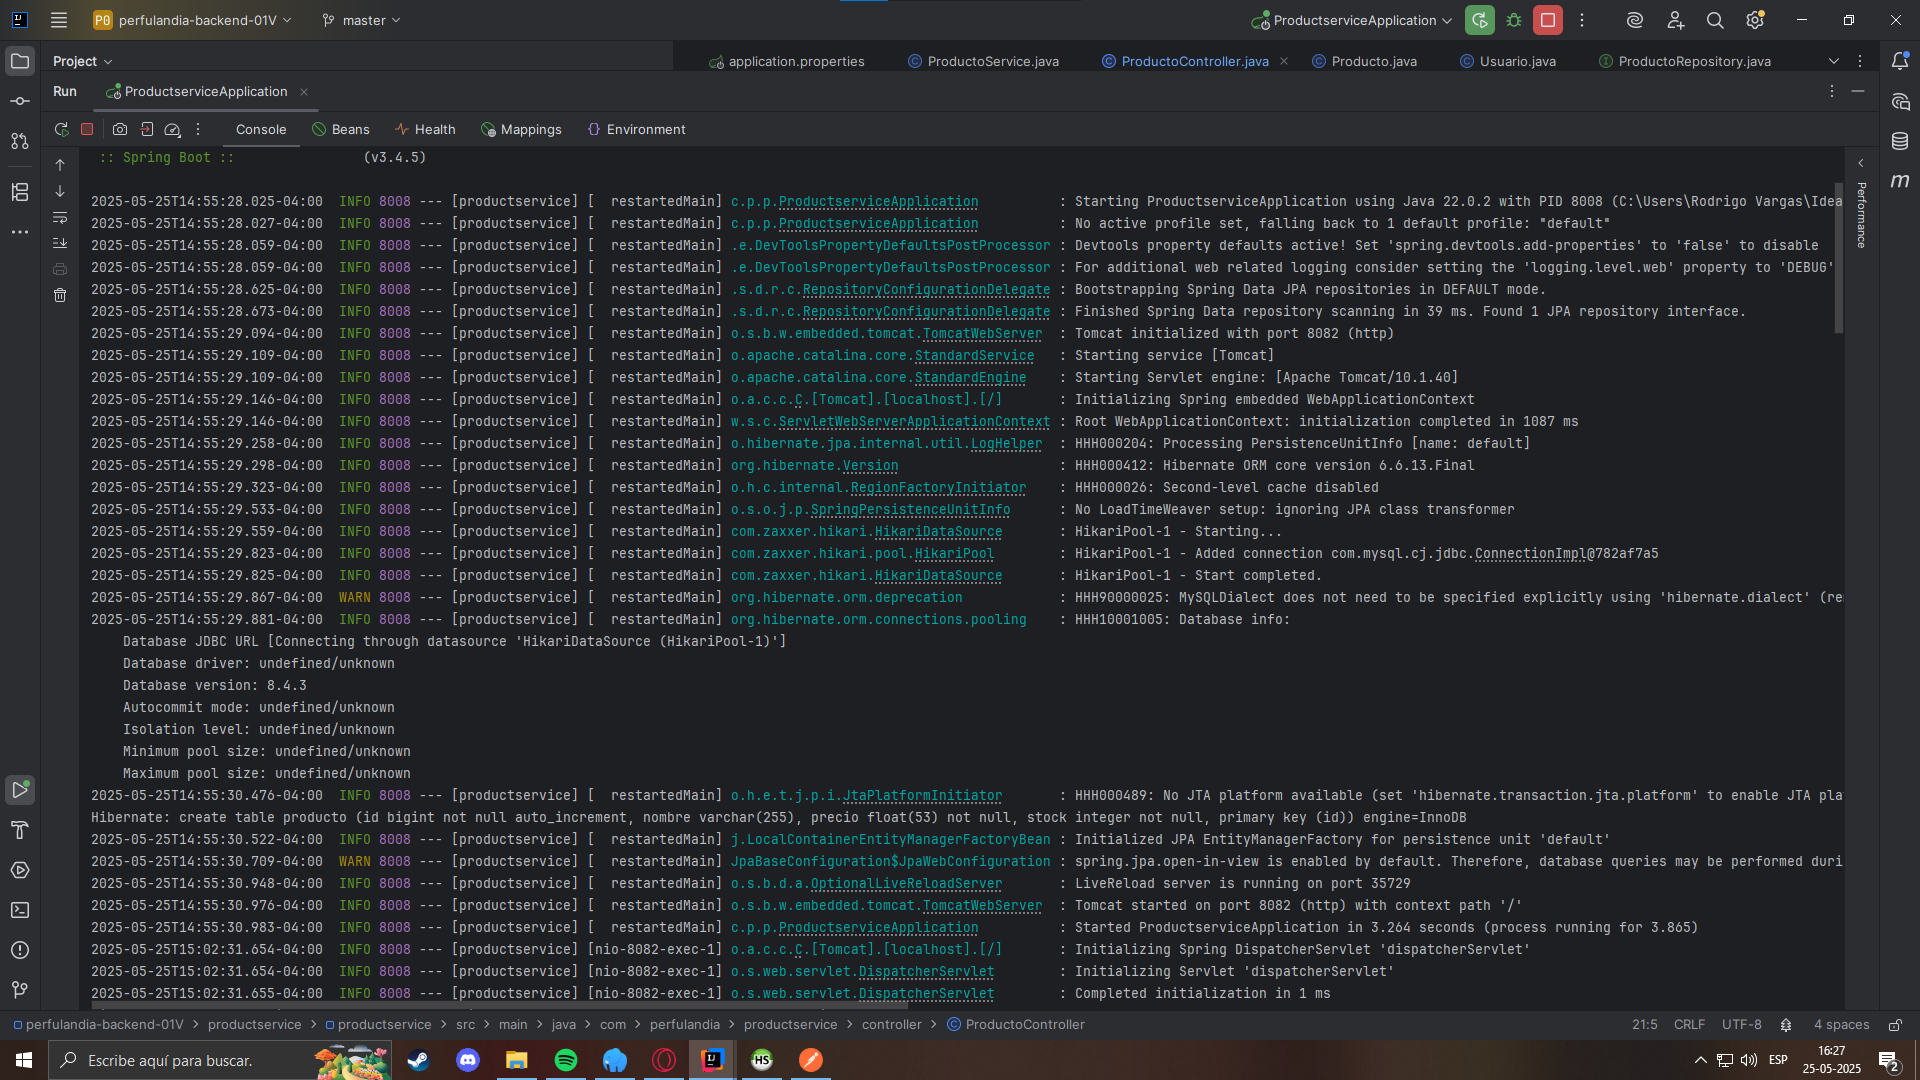 IJ
P0 perfulandia-backend-01V master ProductserviceApplication
Project application.properties ProductoService.java ProductoController.java Producto.java Usuario.java ProductoRepository.java
Run ProductserviceApplication
Console Beans Health Mappings Environment
:: Spring Boot :: (v3.4.5)
2025-05-25T14:55:28.025-04:00 INFO 8008 --- [productservice] [ restartedMain] c.p.p.ProductserviceApplication : Starting ProductserviceApplication using Java 22.0.2 with PID 8008 (C:\Users\Rodrigo Vargas\Idea
2025-05-25T14:55:28.027-04:00 INFO 8008 --- [productservice] [ restartedMain] c.p.p.ProductserviceApplication : No active profile set, falling back to 1 default profile: "default"
2025-05-25T14:55:28.059-04:00 INFO 8008 --- [productservice] [ restartedMain] .e.DevToolsPropertyDefaultsPostProcessor : Devtools property defaults active! Set 'spring.devtools.add-properties' to 'false' to disable
2025-05-25T14:55:28.059-04:00 INFO 8008 --- [productservice] [ restartedMain] .e.DevToolsPropertyDefaultsPostProcessor : For additional web related logging consider setting the 'logging.level.web' property to 'DEBUG'
2025-05-25T14:55:28.625-04:00 INFO 8008 --- [productservice] [ restartedMain] .s.d.r.c.RepositoryConfigurationDelegate : Bootstrapping Spring Data JPA repositories in DEFAULT mode.
2025-05-25T14:55:28.673-04:00 INFO 8008 --- [productservice] [ restartedMain] .s.d.r.c.RepositoryConfigurationDelegate : Finished Spring Data repository scanning in 39 ms. Found 1 JPA repository interface.
2025-05-25T14:55:29.094-04:00 INFO 8008 --- [productservice] [ restartedMain] o.s.b.w.embedded.tomcat.TomcatWebServer : Tomcat initialized with port 8082 (http)
2025-05-25T14:55:29.109-04:00 INFO 8008 --- [productservice] [ restartedMain] o.apache.catalina.core.StandardService : Starting service [Tomcat]
2025-05-25T14:55:29.109-04:00 INFO 8008 --- [productservice] [ restartedMain] o.apache.catalina.core.StandardEngine : Starting Servlet engine: [Apache Tomcat/10.1.40]
2025-05-25T14:55:29.146-04:00 INFO 8008 --- [productservice] [ restartedMain] o.a.c.c.C.[Tomcat].[localhost].[/] : Initializing Spring embedded WebApplicationContext
2025-05-25T14:55:29.146-04:00 INFO 8008 --- [productservice] [ restartedMain] w.s.c.ServletWebServerApplicationContext : Root WebApplicationContext: initialization completed in 1087 ms
2025-05-25T14:55:29.258-04:00 INFO 8008 --- [productservice] [ restartedMain] o.hibernate.jpa.internal.util.LogHelper : HHH000204: Processing PersistenceUnitInfo [name: default]
2025-05-25T14:55:29.298-04:00 INFO 8008 --- [productservice] [ restartedMain] org.hibernate.Version : HHH000412: Hibernate ORM core version 6.6.13.Final
2025-05-25T14:55:29.323-04:00 INFO 8008 --- [productservice] [ restartedMain] o.h.c.internal.RegionFactoryInitiator : HHH000026: Second-level cache disabled
2025-05-25T14:55:29.533-04:00 INFO 8008 --- [productservice] [ restartedMain] o.s.o.j.p.SpringPersistenceUnitInfo : No LoadTimeWeaver setup: ignoring JPA class transformer
2025-05-25T14:55:29.559-04:00 INFO 8008 --- [productservice] [ restartedMain] com.zaxxer.hikari.HikariDataSource : HikariPool-1 - Starting...
2025-05-25T14:55:29.823-04:00 INFO 8008 --- [productservice] [ restartedMain] com.zaxxer.hikari.pool.HikariPool : HikariPool-1 - Added connection com.mysql.cj.jdbc.ConnectionImpl@782af7a5
2025-05-25T14:55:29.825-04:00 INFO 8008 --- [productservice] [ restartedMain] com.zaxxer.hikari.HikariDataSource : HikariPool-1 - Start completed.
2025-05-25T14:55:29.867-04:00 WARN 8008 --- [productservice] [ restartedMain] org.hibernate.orm.deprecation : HHH90000025: MySQLDialect does not need to be specified explicitly using 'hibernate.dialect' (re
2025-05-25T14:55:29.881-04:00 INFO 8008 --- [productservice] [ restartedMain] org.hibernate.orm.connections.pooling : HHH10001005: Database info:
Database JDBC URL [Connecting through datasource 'HikariDataSource (HikariPool-1)']
Database driver: undefined/unknown
Database version: 8.4.3
Autocommit mode: undefined/unknown
Isolation level: undefined/unknown
Minimum pool size: undefined/unknown
Maximum pool size: undefined/unknown
2025-05-25T14:55:30.476-04:00 INFO 8008 --- [productservice] [ restartedMain] o.h.e.t.j.p.i.JtaPlatformInitiator : HHH000489: No JTA platform available (set 'hibernate.transaction.jta.platform' to enable JTA pla
Hibernate: create table producto (id bigint not null auto_increment, nombre varchar(255), precio float(53) not null, stock integer not null, primary key (id)) engine=InnoDB
2025-05-25T14:55:30.522-04:00 INFO 8008 --- [productservice] [ restartedMain] j.LocalContainerEntityManagerFactoryBean : Initialized JPA EntityManagerFactory for persistence unit 'default'
2025-05-25T14:55:30.709-04:00 WARN 8008 --- [productservice] [ restartedMain] JpaBaseConfiguration$JpaWebConfiguration : spring.jpa.open-in-view is enabled by default. Therefore, database queries may be performed duri
2025-05-25T14:55:30.948-04:00 INFO 8008 --- [productservice] [ restartedMain] o.s.b.d.a.OptionalLiveReloadServer : LiveReload server is running on port 35729
2025-05-25T14:55:30.976-04:00 INFO 8008 --- [productservice] [ restartedMain] o.s.b.w.embedded.tomcat.TomcatWebServer : Tomcat started on port 8082 (http) with context path '/'
2025-05-25T14:55:30.983-04:00 INFO 8008 --- [productservice] [ restartedMain] c.p.p.ProductserviceApplication : Started ProductserviceApplication in 3.264 seconds (process running for 3.865)
2025-05-25T15:02:31.654-04:00 INFO 8008 --- [productservice] [nio-8082-exec-1] o.a.c.c.C.[Tomcat].[localhost].[/] : Initializing Spring DispatcherServlet 'dispatcherServlet'
2025-05-25T15:02:31.654-04:00 INFO 8008 --- [productservice] [nio-8082-exec-1] o.s.web.servlet.DispatcherServlet : Initializing Servlet 'dispatcherServlet'
2025-05-25T15:02:31.655-04:00 INFO 8008 --- [productservice] [nio-8082-exec-1] o.s.web.servlet.DispatcherServlet : Completed initialization in 1 ms
Performance
m
perfulandia-backend-01V > productservice > productservice > src > main > java > com > perfulandia > productservice > controller > ProductoController 21:5 CRLF UTF-8 4 spaces
Escribe aquí para buscar. IJ HS ESP 16:27
25-05-2025 2